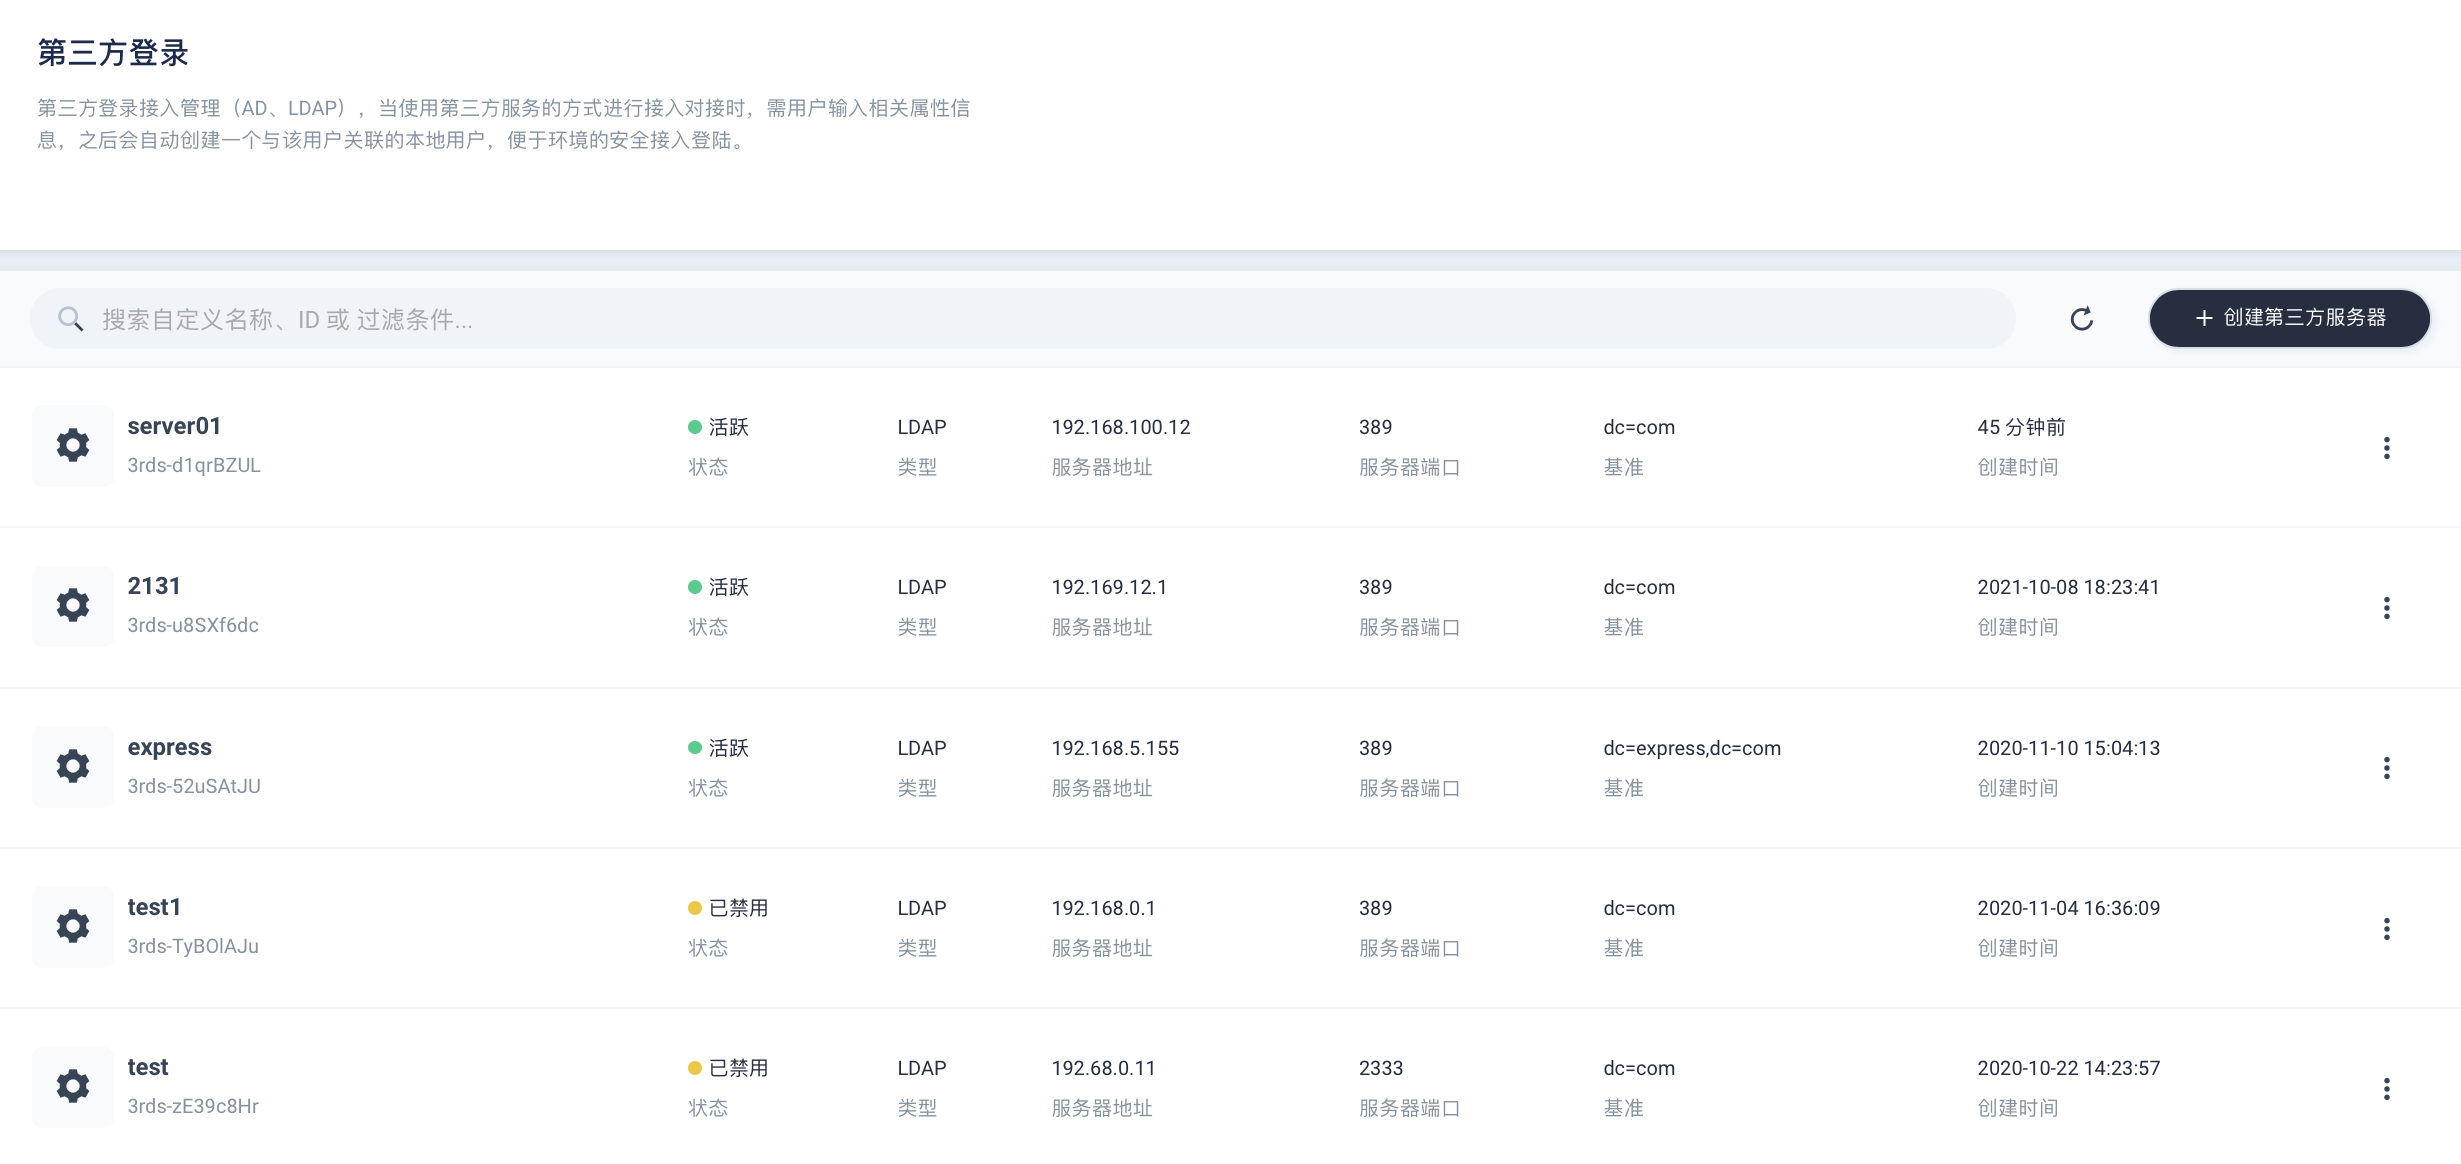 第三方登录
第三方登录接入管理（AD、LDAP），当使用第三方服务的方式进行接入对接时，需用户输入相关属性信
息，之后会自动创建一个与该用户关联的本地用户，便于环境的安全接入登陆。
搜索自定义名称、ID 或 过滤条件...
+ 创建第三方服务器
server01 活跃 LDAP 192.168.100.12 389 dc=com 45 分钟前
3rds-d1qrBZUL 状态 类型 服务器地址 服务器端口 基准 创建时间
2131 活跃 LDAP 192.169.12.1 389 dc=com 2021-10-08 18:23:41
3rds-u8SXf6dc 状态 类型 服务器地址 服务器端口 基准 创建时间
express 活跃 LDAP 192.168.5.155 389 dc=express,dc=com 2020-11-10 15:04:13
3rds-52uSAtJU 状态 类型 服务器地址 服务器端口 基准 创建时间
test1 已禁用 LDAP 192.168.0.1 389 dc=com 2020-11-04 16:36:09
3rds-TyBOlAJu 状态 类型 服务器地址 服务器端口 基准 创建时间
test 已禁用 LDAP 192.68.0.11 2333 dc=com 2020-10-22 14:23:57
3rds-zE39c8Hr 状态 类型 服务器地址 服务器端口 基准 创建时间